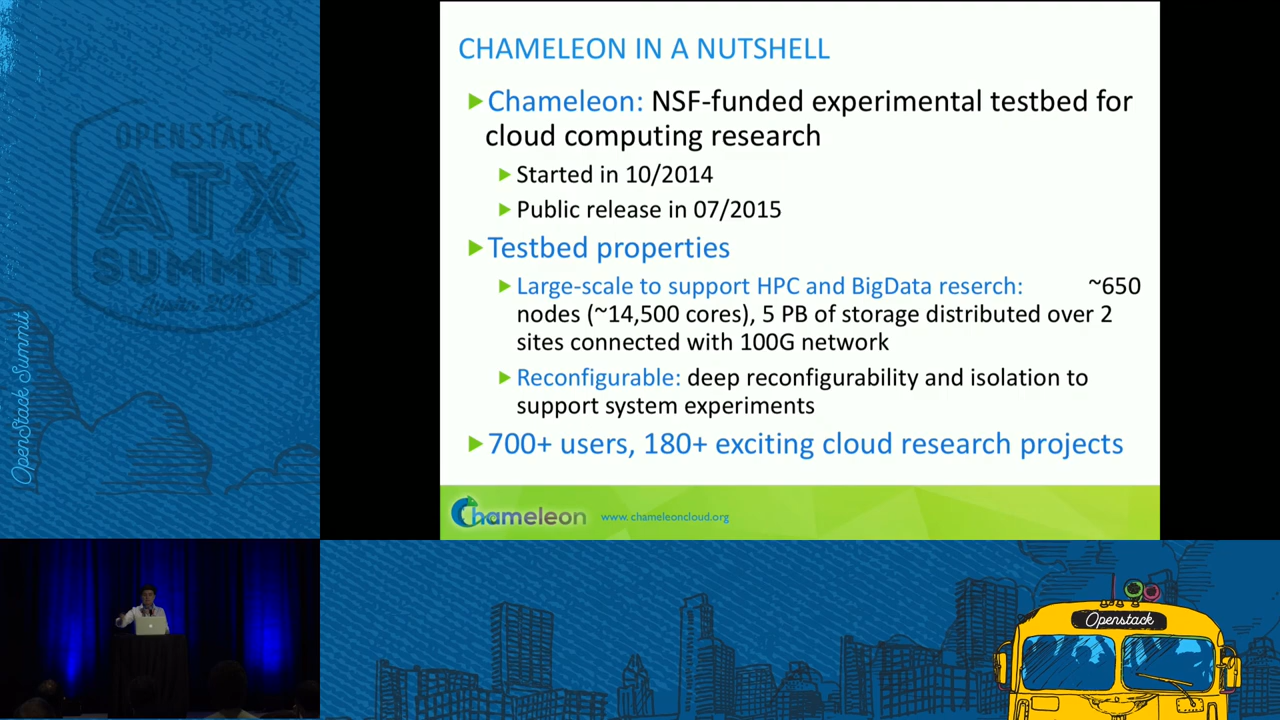 CHAMELEON IN A NUTSHELL
Chameleon: NSF-funded experimental testbed for
cloud computing research
Started in 10/2014
Public release in 07/2015
Testbed properties
Large-scale to support HPC and BigData reserch: ~650
nodes (~14,500 cores), 5 PB of storage distributed over 2
sites connected with 100G network
Reconfigurable: deep reconfigurability and isolation to
support system experiments
700+ users, 180+ exciting cloud research projects
Chameleon www.chameleoncloud.org
OPENSTACK
ATX
SUMMIT
OpenStack Summit
Openstack